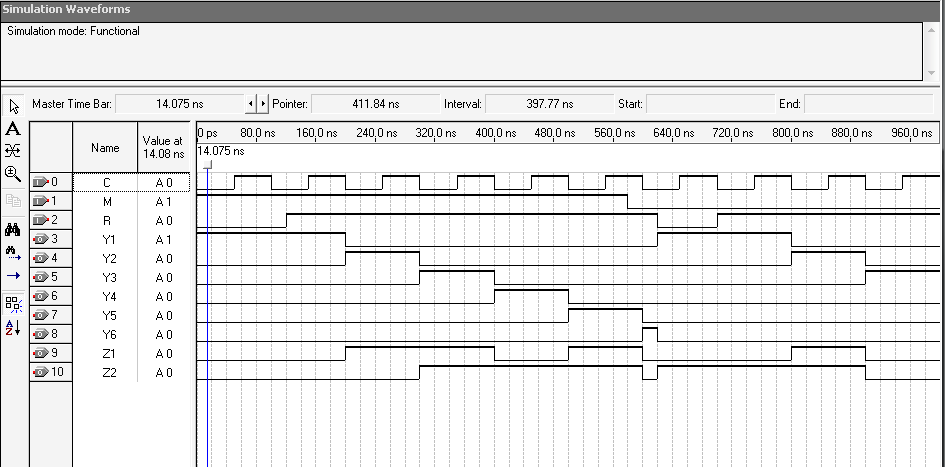 Simulation Waveforms
Simulation mode: Functional
Master Time Bar: 14.075 ns Pointer: 411.84 ns Interval: 397.77 ns Start: End:
Name Value at 14.08 ns
0 ps 80.0 ns 160.0 ns 240.0 ns 320.0 ns 400.0 ns 480.0 ns 560.0 ns 640.0 ns 720.0 ns 800.0 ns 880.0 ns 960.0 ns
14.075 ns
0 C A 0
1 M A 1
2 R A 0
3 Y1 A 1
4 Y2 A 0
5 Y3 A 0
6 Y4 A 0
7 Y5 A 0
8 Y6 A 0
9 Z1 A 0
10 Z2 A 0